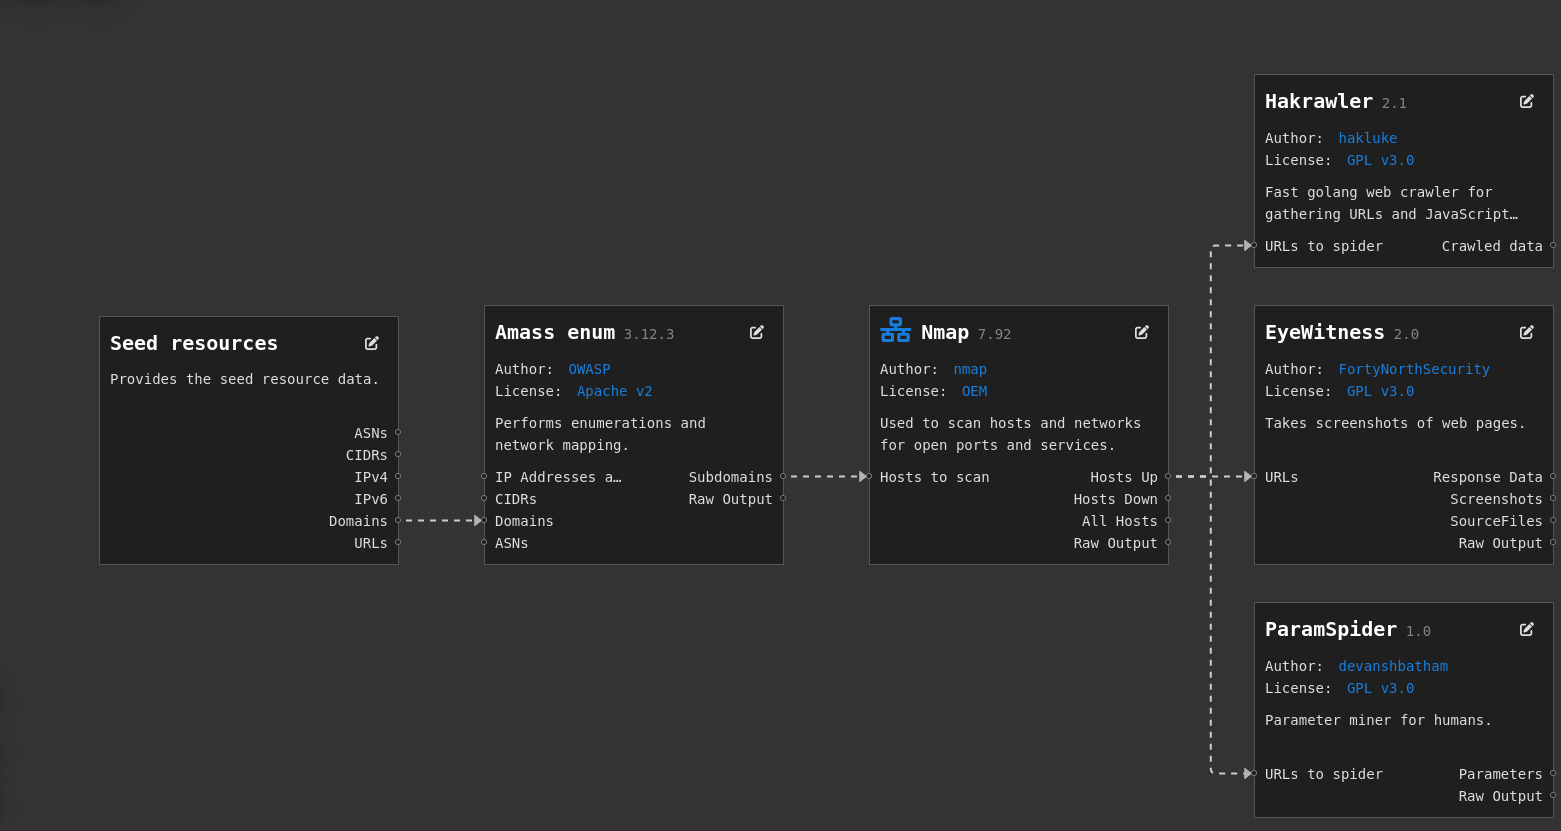 Seed resources
Provides the seed resource data.
ASNs
CIDRs
IPv4
IPv6
Domains
URLs
Amass enum 3.12.3
Author: OWASP
License: Apache v2
Performs enumerations and
network mapping.
IP Addresses a… Subdomains
CIDRs Raw Output
Domains
ASNs
Nmap 7.92
Author: nmap
License: OEM
Used to scan hosts and networks
for open ports and services.
Hosts to scan Hosts Up
Hosts Down
All Hosts
Raw Output
Hakrawler 2.1
Author: hakluke
License: GPL v3.0
Fast golang web crawler for
gathering URLs and JavaScript…
URLs to spider Crawled data
EyeWitness 2.0
Author: FortyNorthSecurity
License: GPL v3.0
Takes screenshots of web pages.
URLs Response Data
Screenshots
SourceFiles
Raw Output
ParamSpider 1.0
Author: devanshbatham
License: GPL v3.0
Parameter miner for humans.
URLs to spider Parameters
Raw Output